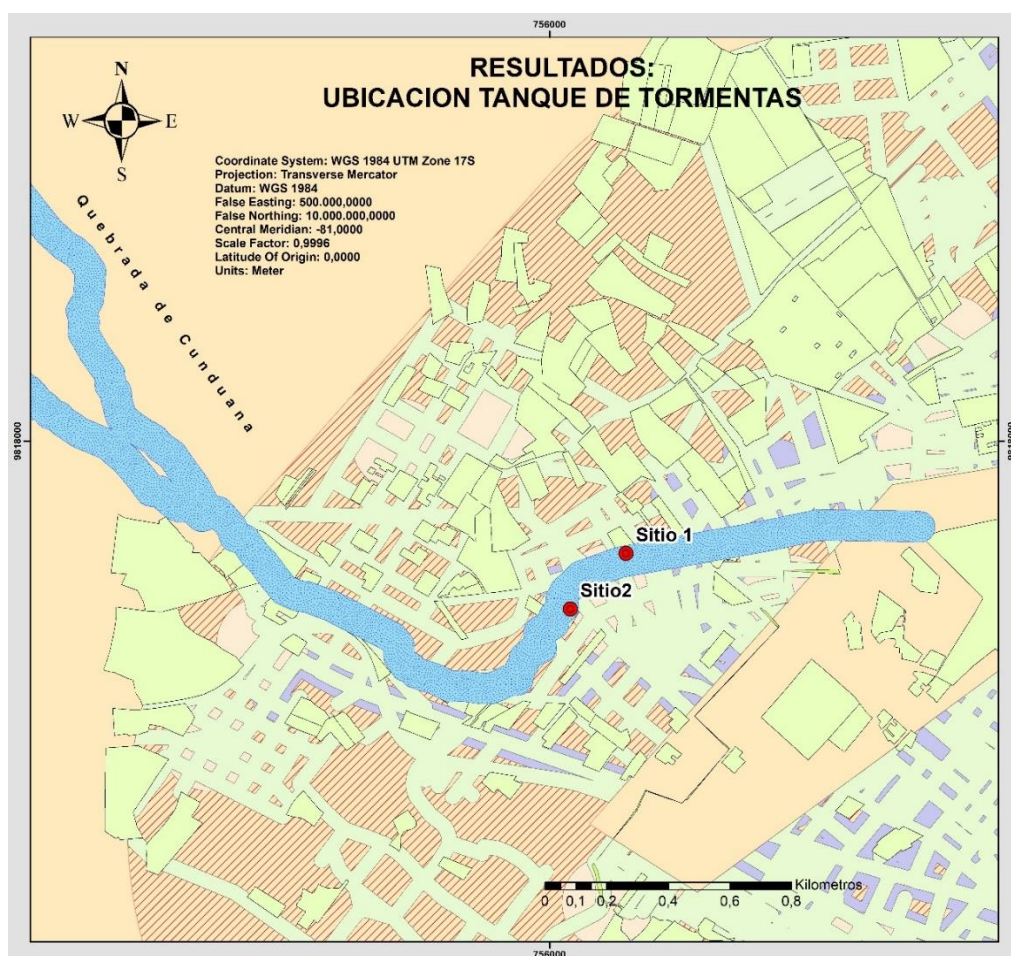 756000
RESULTADOS:
UBICACION TANQUE DE TORMENTAS
N
W E
S
Coordinate System: WGS 1984 UTM Zone 17S
Projection: Transverse Mercator
Datum: WGS 1984
False Easting: 500.000,0000
False Northing: 10.000.000,0000
Central Meridian: -81,0000
Scale Factor: 0,9996
Latitude Of Origin: 0,0000
Units: Meter
Quebrada de Cunduana
9818000
9818000
Sitio 1
Sitio2
Kilometros
0 0,1 0,2 0,4 0,6 0,8
756000